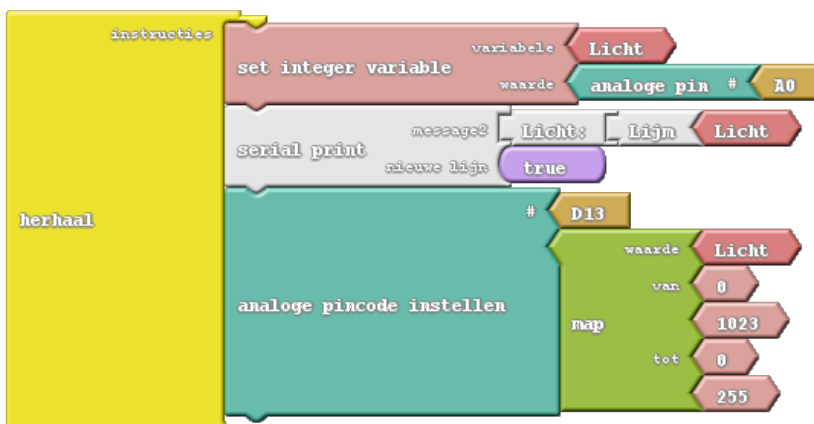 herhaal
instructies
set integer variable
variabele Licht
waarde analoge pin # A0
serial print
message2 Licht: Lijm Licht
nieuwe lijn true
analoge pincode instellen
# D13
map
waarde Licht
van 0
1023
tot 0
255